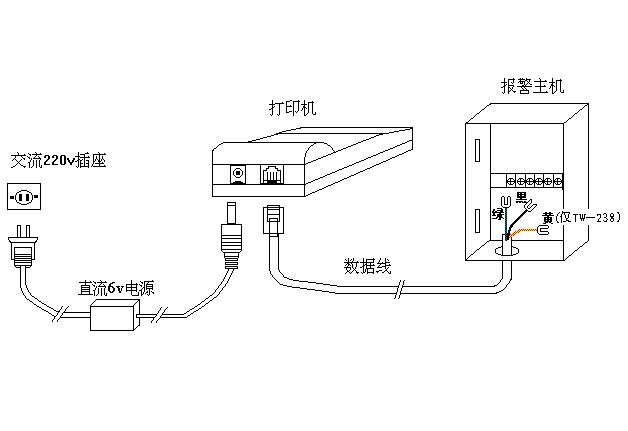 报警主机
打印机
交流220v插座
黑
绿
黄(仅TW-238)
数据线
直流6v电源